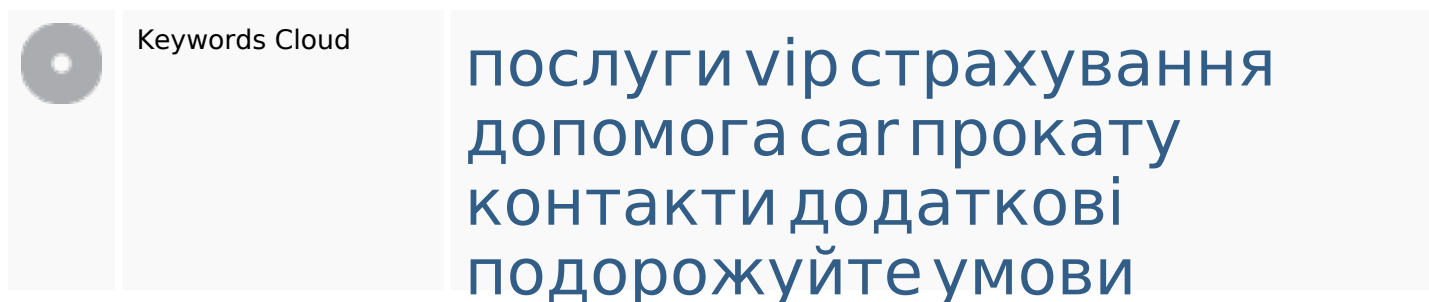 Keywords Cloud
послуги vip страхування
допомога car прокату
контакти додаткові
подорожуйте умови